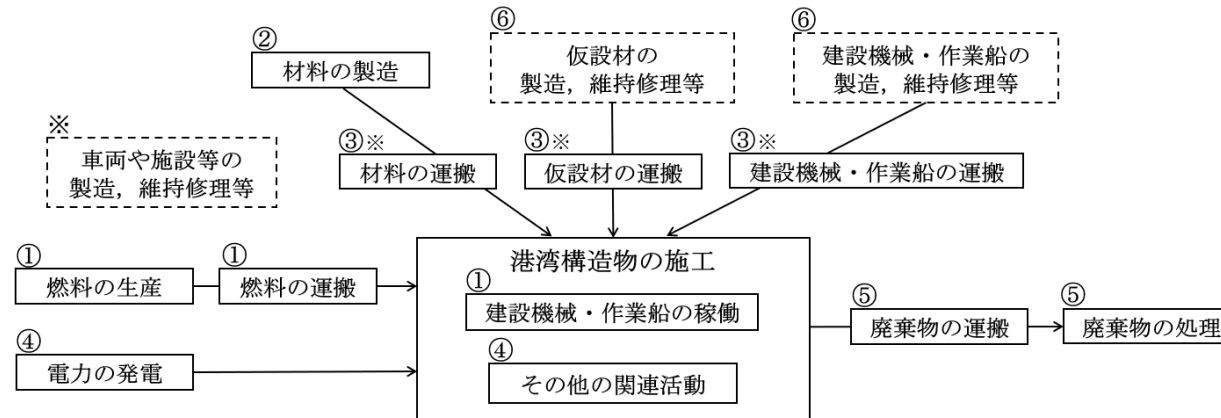 ⑥
⑥
②
仮設材の
製造，維持修理等
建設機械・作業船の
製造，維持修理等
材料の製造
※
車両や施設等の
製造，維持修理等
③※
材料の運搬
③※
仮設材の運搬
③※
建設機械・作業船の運搬
港湾構造物の施工
①
燃料の生産
①
燃料の運搬
①
建設機械・作業船の稼働
④
電力の発電
④
その他の関連活動
⑤
廃棄物の運搬
⑤
廃棄物の処理